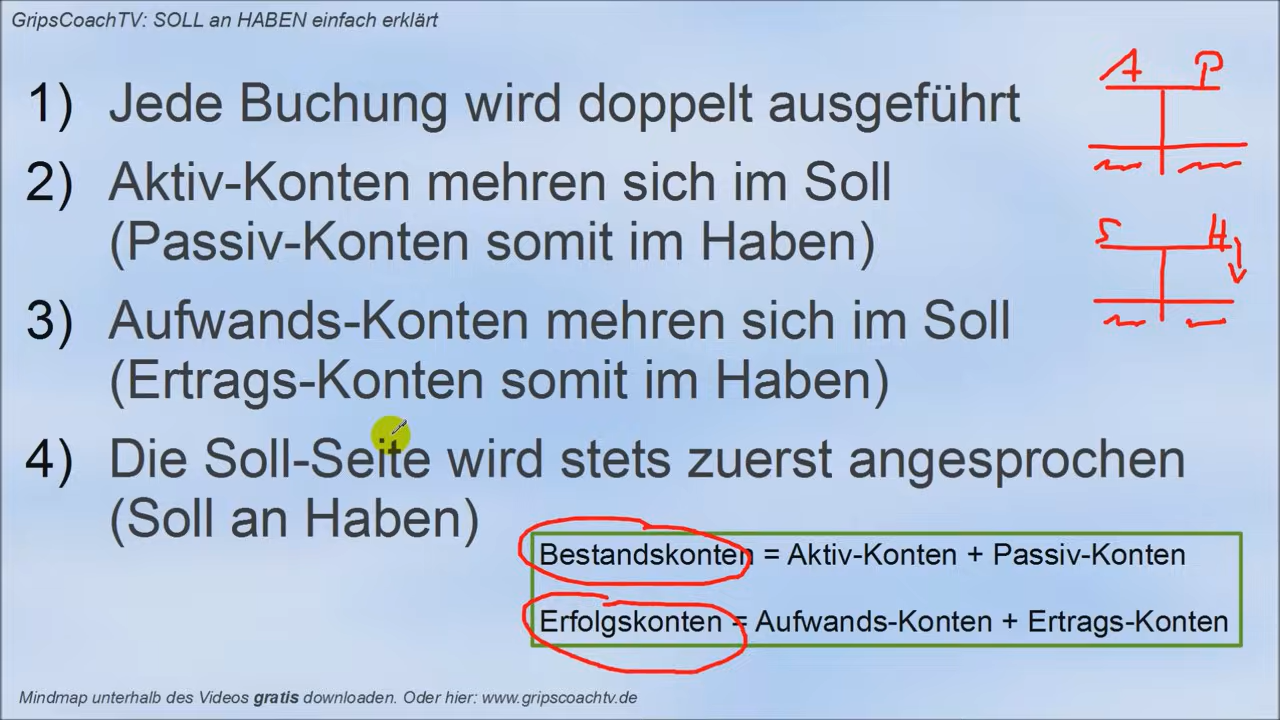 GripsCoachTV: SOLL an HABEN einfach erklärt
1) Jede Buchung wird doppelt ausgeführt
2) Aktiv-Konten mehren sich im Soll
(Passiv-Konten somit im Haben)
3) Aufwands-Konten mehren sich im Soll
(Ertrags-Konten somit im Haben)
4) Die Soll-Seite wird stets zuerst angesprochen
(Soll an Haben)
A P
S H
Bestandskonten = Aktiv-Konten + Passiv-Konten
Erfolgskonten = Aufwands-Konten + Ertrags-Konten
Mindmap unterhalb des Videos gratis downloaden. Oder hier: www.gripscoachtv.de